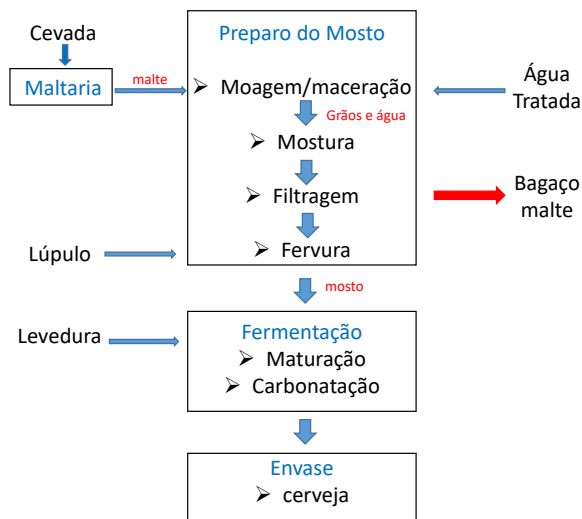 Cevada
Maltaria
malte
Preparo do Mosto
➢ Moagem/maceração
Grãos e água
➢ Mostura
➢ Filtragem
➢ Fervura
Água
Tratada
Bagaço
malte
Lúpulo
mosto
Levedura
Fermentação
➢ Maturação
➢ Carbonatação
Envase
➢ cerveja